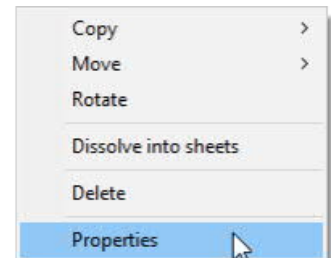 Copy
Move
Rotate
Dissolve into sheets
Delete
Properties